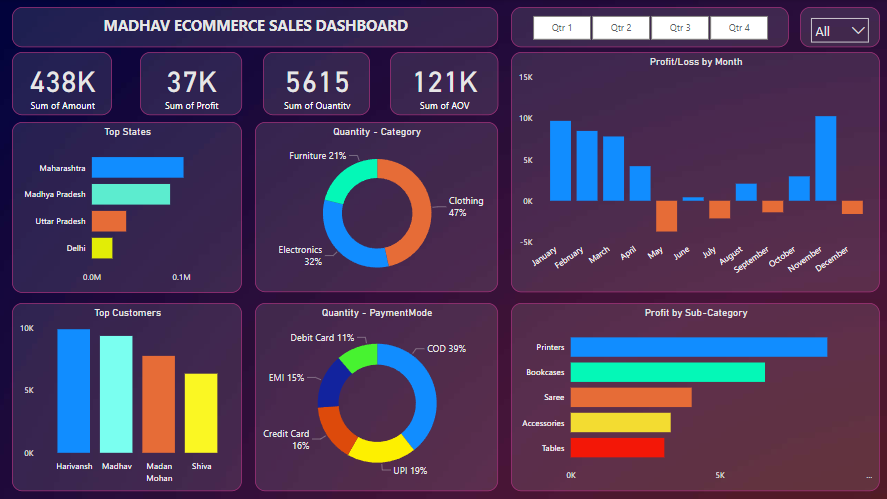 MADHAV ECOMMERCE SALES DASHBOARD
Qtr 1
Qtr 2
Qtr 3
Qtr 4
All
438K
Sum of Amount
37K
Sum of Profit
5615
Sum of Quantity
121K
Sum of AOV
Top States
Maharashtra
Madhya Pradesh
Uttar Pradesh
Delhi
0.0M
0.1M
Quantity - Category
Furniture 21%
Clothing
47%
Electronics
32%
Profit/Loss by Month
15K
10K
5K
0K
-5K
January
February
March
April
May
June
July
August
September
October
November
December
Top Customers
10K
5K
0K
Harivansh
Madhav
Madan
Mohan
Shiva
Quantity - PaymentMode
Debit Card 11%
COD 39%
EMI 15%
Credit Card
16%
UPI 19%
Profit by Sub-Category
Printers
Bookcases
Saree
Accessories
Tables
0K
5K
...